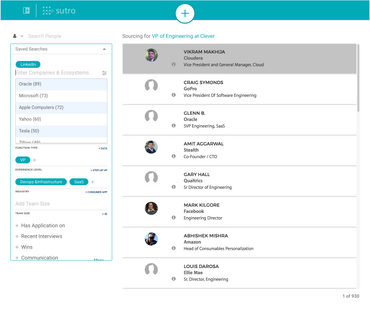 sutro
Search People
Saved Searches
LinkedIn
Enter Companies & Ecosystems
Oracle (89)
Microsoft (73)
Apple Computers (72)
Yahoo (60)
Tesla (50)
FUNCTION TYPE
VP +
EXPERIENCE LEVEL
Devops &Infrastructure SaaS +
INDUSTRY
Add Team Size
TEAM SIZE
+ Has Application on
+ Recent Interviews
+ Wins
+ Communication
Sourcing for VP of Engineering at Clever
VIKRAM MAKHIJA
Cloudera
Vice President and General Manager, Cloud
CRAIG SYMONDS
GoPro
Vice President Of Software Engineering
GLENN B.
Oracle
SVP Engineering, SaaS
AMIT AGGARWAL
Stealth
Co-Founder / CTO
GARY HALL
Qualtrics
Sr Director of Engineering
MARK KILGORE
Facebook
Engineering Director
ABHISHEK MISHRA
Amazon
Head of Consumables Personalization
LOUIS DAROSA
Ellie Mae
Sr. Director, Engineering
1 of 930